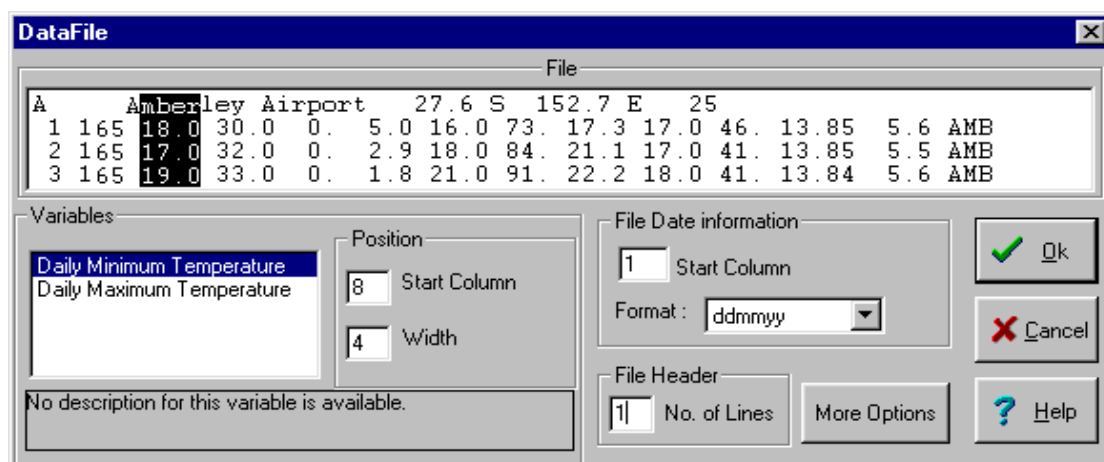 DataFile
File
A      Amberley Airport   27.6 S  152.7 E   25
 1 165 18.0 30.0  0.  5.0 16.0 73. 17.3 17.0 46. 13.85  5.6 AMB
 2 165 17.0 32.0  0.  2.9 18.0 84. 21.1 17.0 41. 13.85  5.5 AMB
 3 165 19.0 33.0  0.  1.8 21.0 91. 22.2 18.0 41. 13.84  5.6 AMB
Variables
Daily Minimum Temperature
Daily Maximum Temperature
Position
8 Start Column
4 Width
No description for this variable is available.
File Date information
1 Start Column
Format : ddmmyy
File Header
1 No. of Lines
More Options
Ok
Cancel
Help